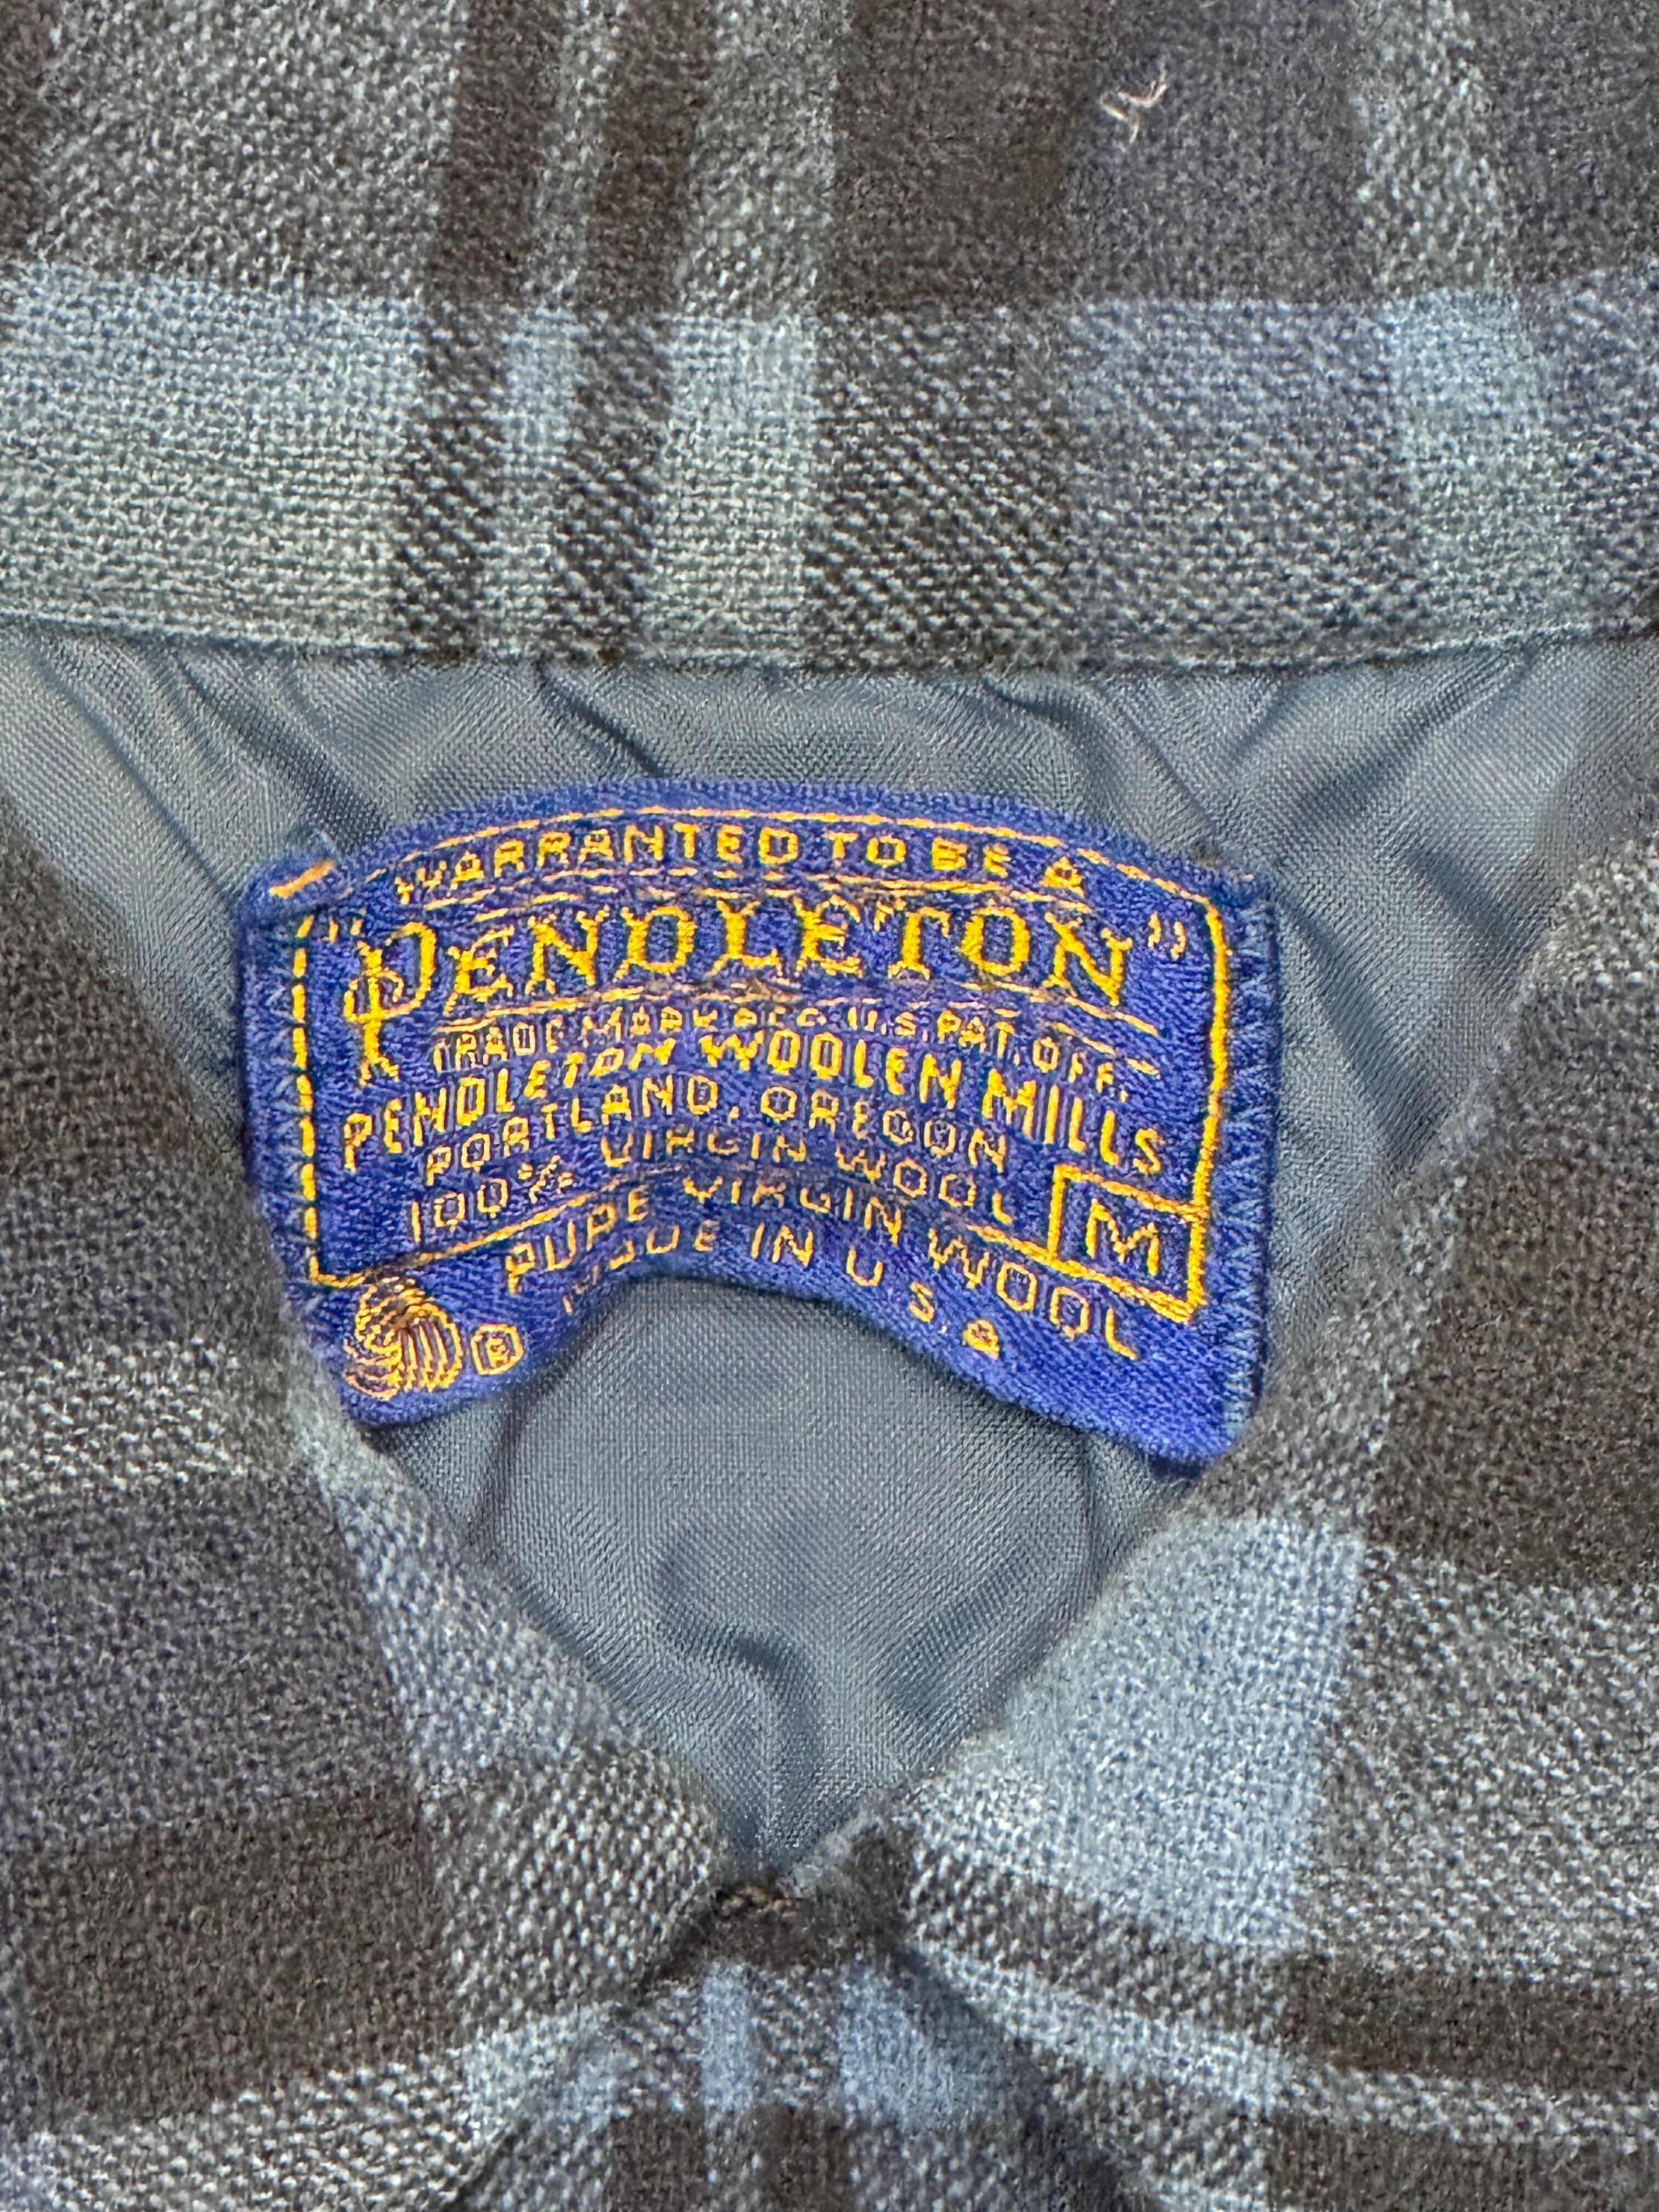 WARRANTED TO BE A
"PENDLETON"
TRADE MARK REG. U.S. PAT. OFF.
PENDLETON WOOLEN MILLS
PORTLAND, OREGON
100% VIRGIN WOOL
M
PURE VIRGIN WOOL
®
MADE IN U.S.A